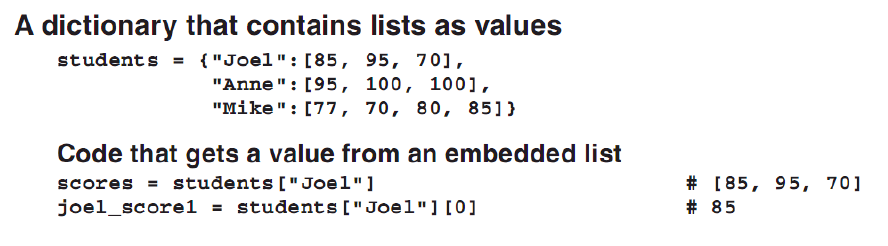 A dictionary that contains lists as values
students = {"Joel":[85, 95, 70],
"Anne":[95, 100, 100],
"Mike":[77, 70, 80, 85]}
Code that gets a value from an embedded list
scores = students["Joel"] # [85, 95, 70]
joel_score1 = students["Joel"][0] # 85